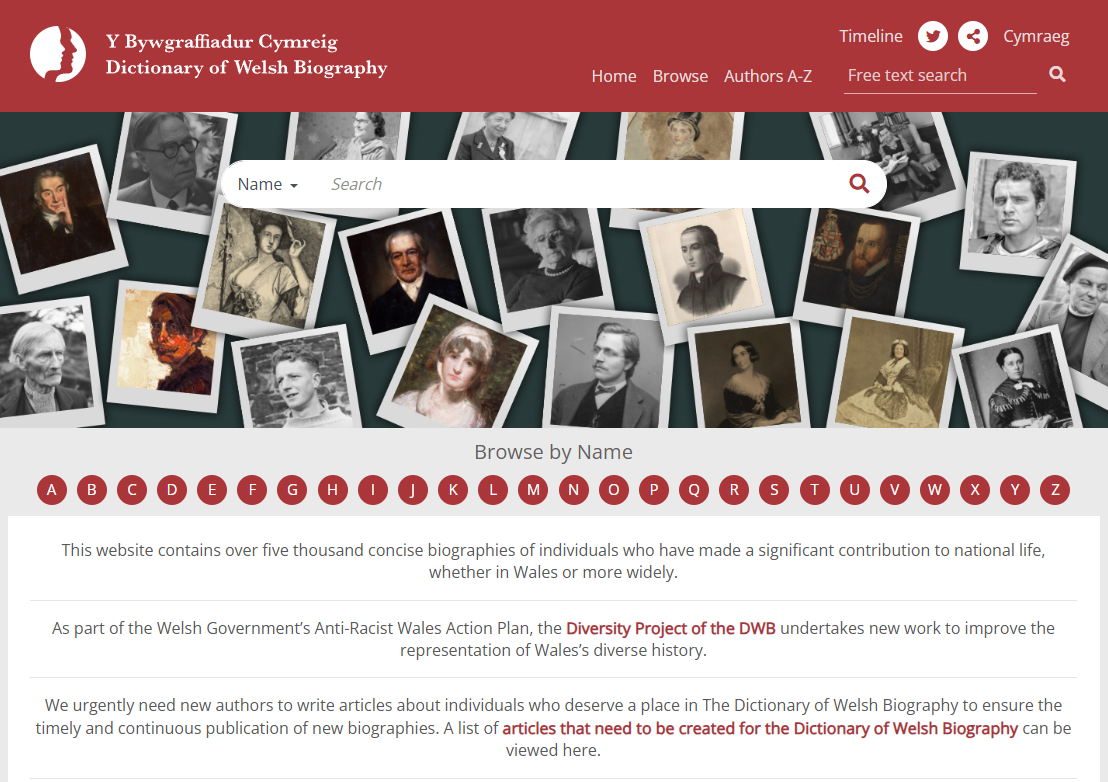 Y Bywgraffiadur Cymreig
Dictionary of Welsh Biography
Timeline
Cymraeg
Home
Browse
Authors A-Z
Free text search
Name
Search
Browse by Name
A B C D E F G H I J K L M N O P Q R S T U V W X Y Z
This website contains over five thousand concise biographies of individuals who have made a significant contribution to national life,
whether in Wales or more widely.
As part of the Welsh Government’s Anti-Racist Wales Action Plan, the Diversity Project of the DWB undertakes new work to improve the
representation of Wales’s diverse history.
We urgently need new authors to write articles about individuals who deserve a place in The Dictionary of Welsh Biography to ensure the
timely and continuous publication of new biographies. A list of articles that need to be created for the Dictionary of Welsh Biography can be
viewed here.